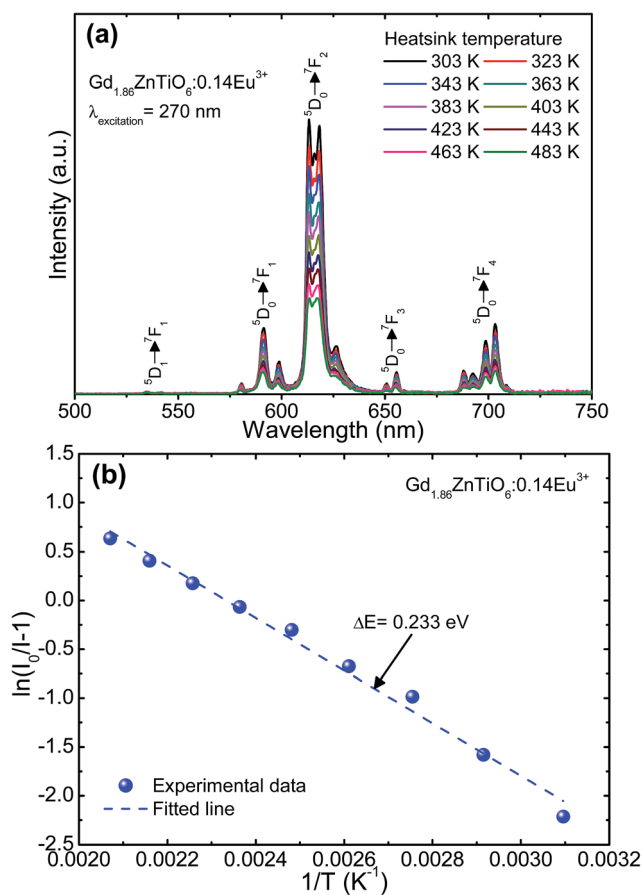 (a)
Heatsink temperature
303 K 323 K
343 K 363 K
383 K 403 K
423 K 443 K
463 K 483 K
Gd1.86ZnTiO6:0.14Eu3+
λexcitation= 270 nm
5D0→7F2
5D1→7F1
5D0→7F1
5D0→7F3
5D0→7F4
Intensity (a.u.)
500 550 600 650 700 750
Wavelength (nm)
(b)
Gd1.86ZnTiO6:0.14Eu3+
1.5
1.0
0.5
0.0
-0.5
-1.0
-1.5
-2.0
-2.5
ln(I0/I-1)
ΔE= 0.233 eV
Experimental data
Fitted line
0.0020 0.0022 0.0024 0.0026 0.0028 0.0030 0.0032
1/T (K-1)